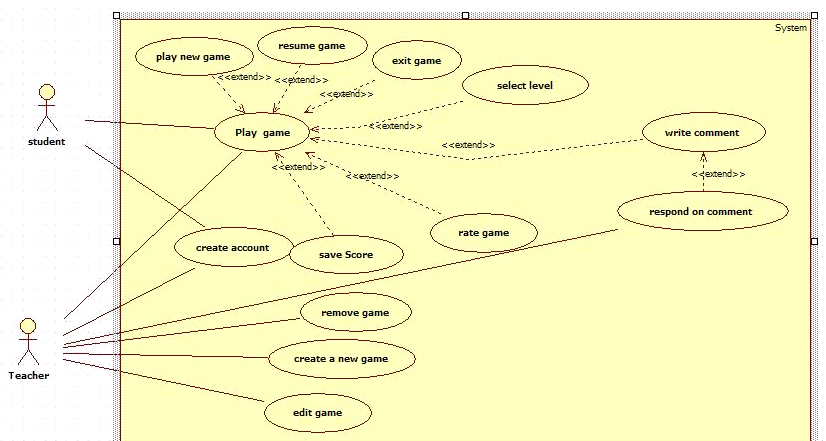 System
play new game
resume game
exit game
select level
<<extend>>
<<extend>>
<<extend>>
<<extend>>
<<extend>>
Play game
write comment
student
<<extend>>
<<extend>>
<<extend>>
respond on comment
rate game
create account
save Score
remove game
create a new game
Teacher
edit game